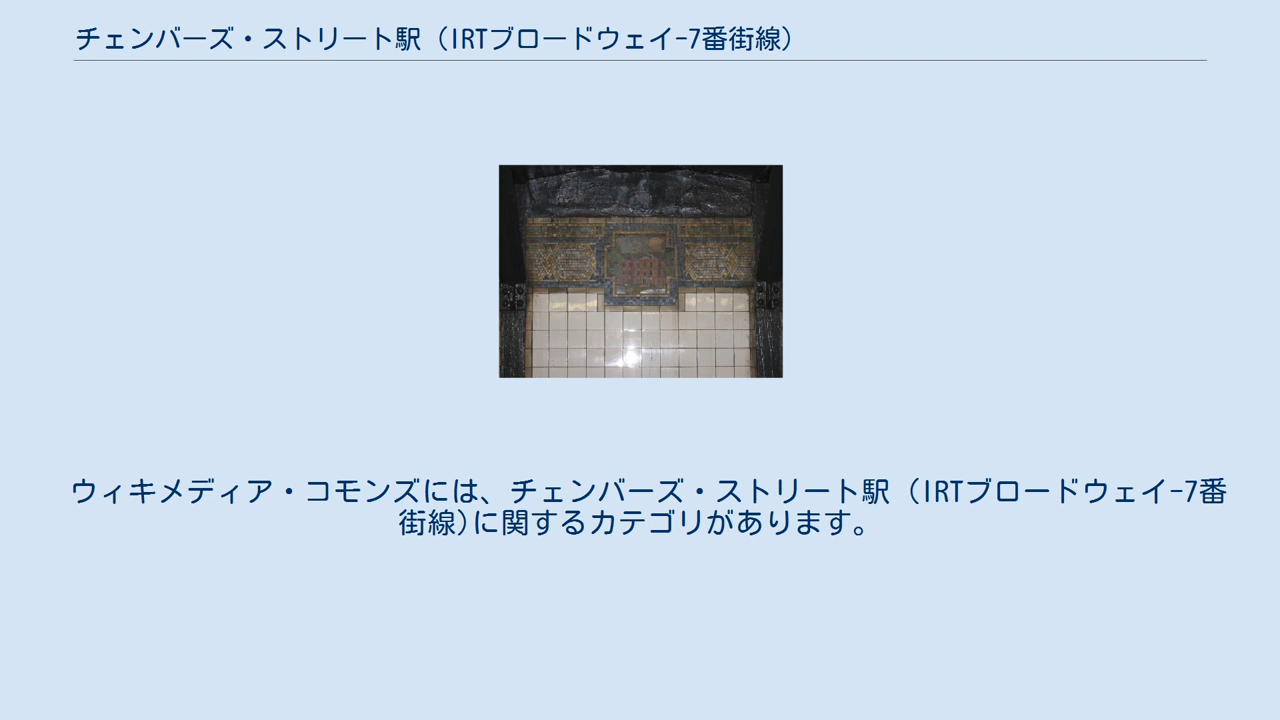 チェンバーズ・ストリート駅（IRTブロードウェイ-7番街線）
ウィキメディア・コモンズには、チェンバーズ・ストリート駅（IRTブロードウェイ-7番
街線)に関するカテゴリがあります。